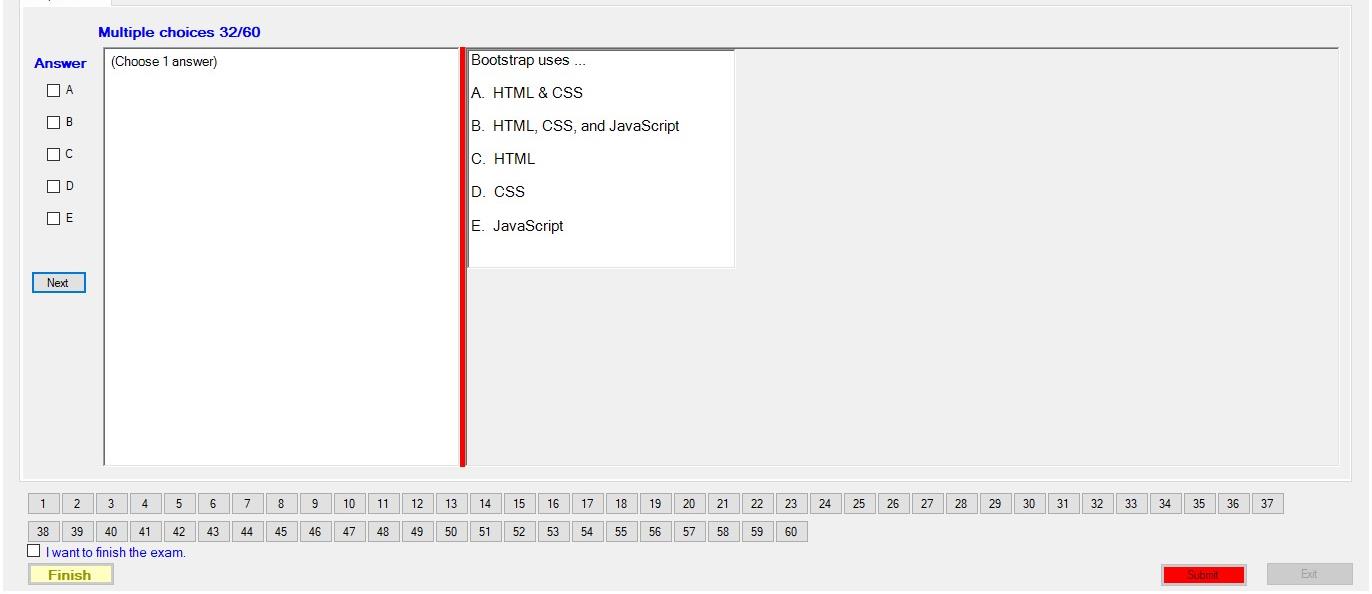 Multiple choices 32/60
Answer
(Choose 1 answer)
A
B
C
D
E
Next
Bootstrap uses ...
A. HTML & CSS
B. HTML, CSS, and JavaScript
C. HTML
D. CSS
E. JavaScript
1 2 3 4 5 6 7 8 9 10 11 12 13 14 15 16 17 18 19 20 21 22 23 24 25 26 27 28 29 30 31 32 33 34 35 36 37
38 39 40 41 42 43 44 45 46 47 48 49 50 51 52 53 54 55 56 57 58 59 60
I want to finish the exam.
Finish
Submit
Exit